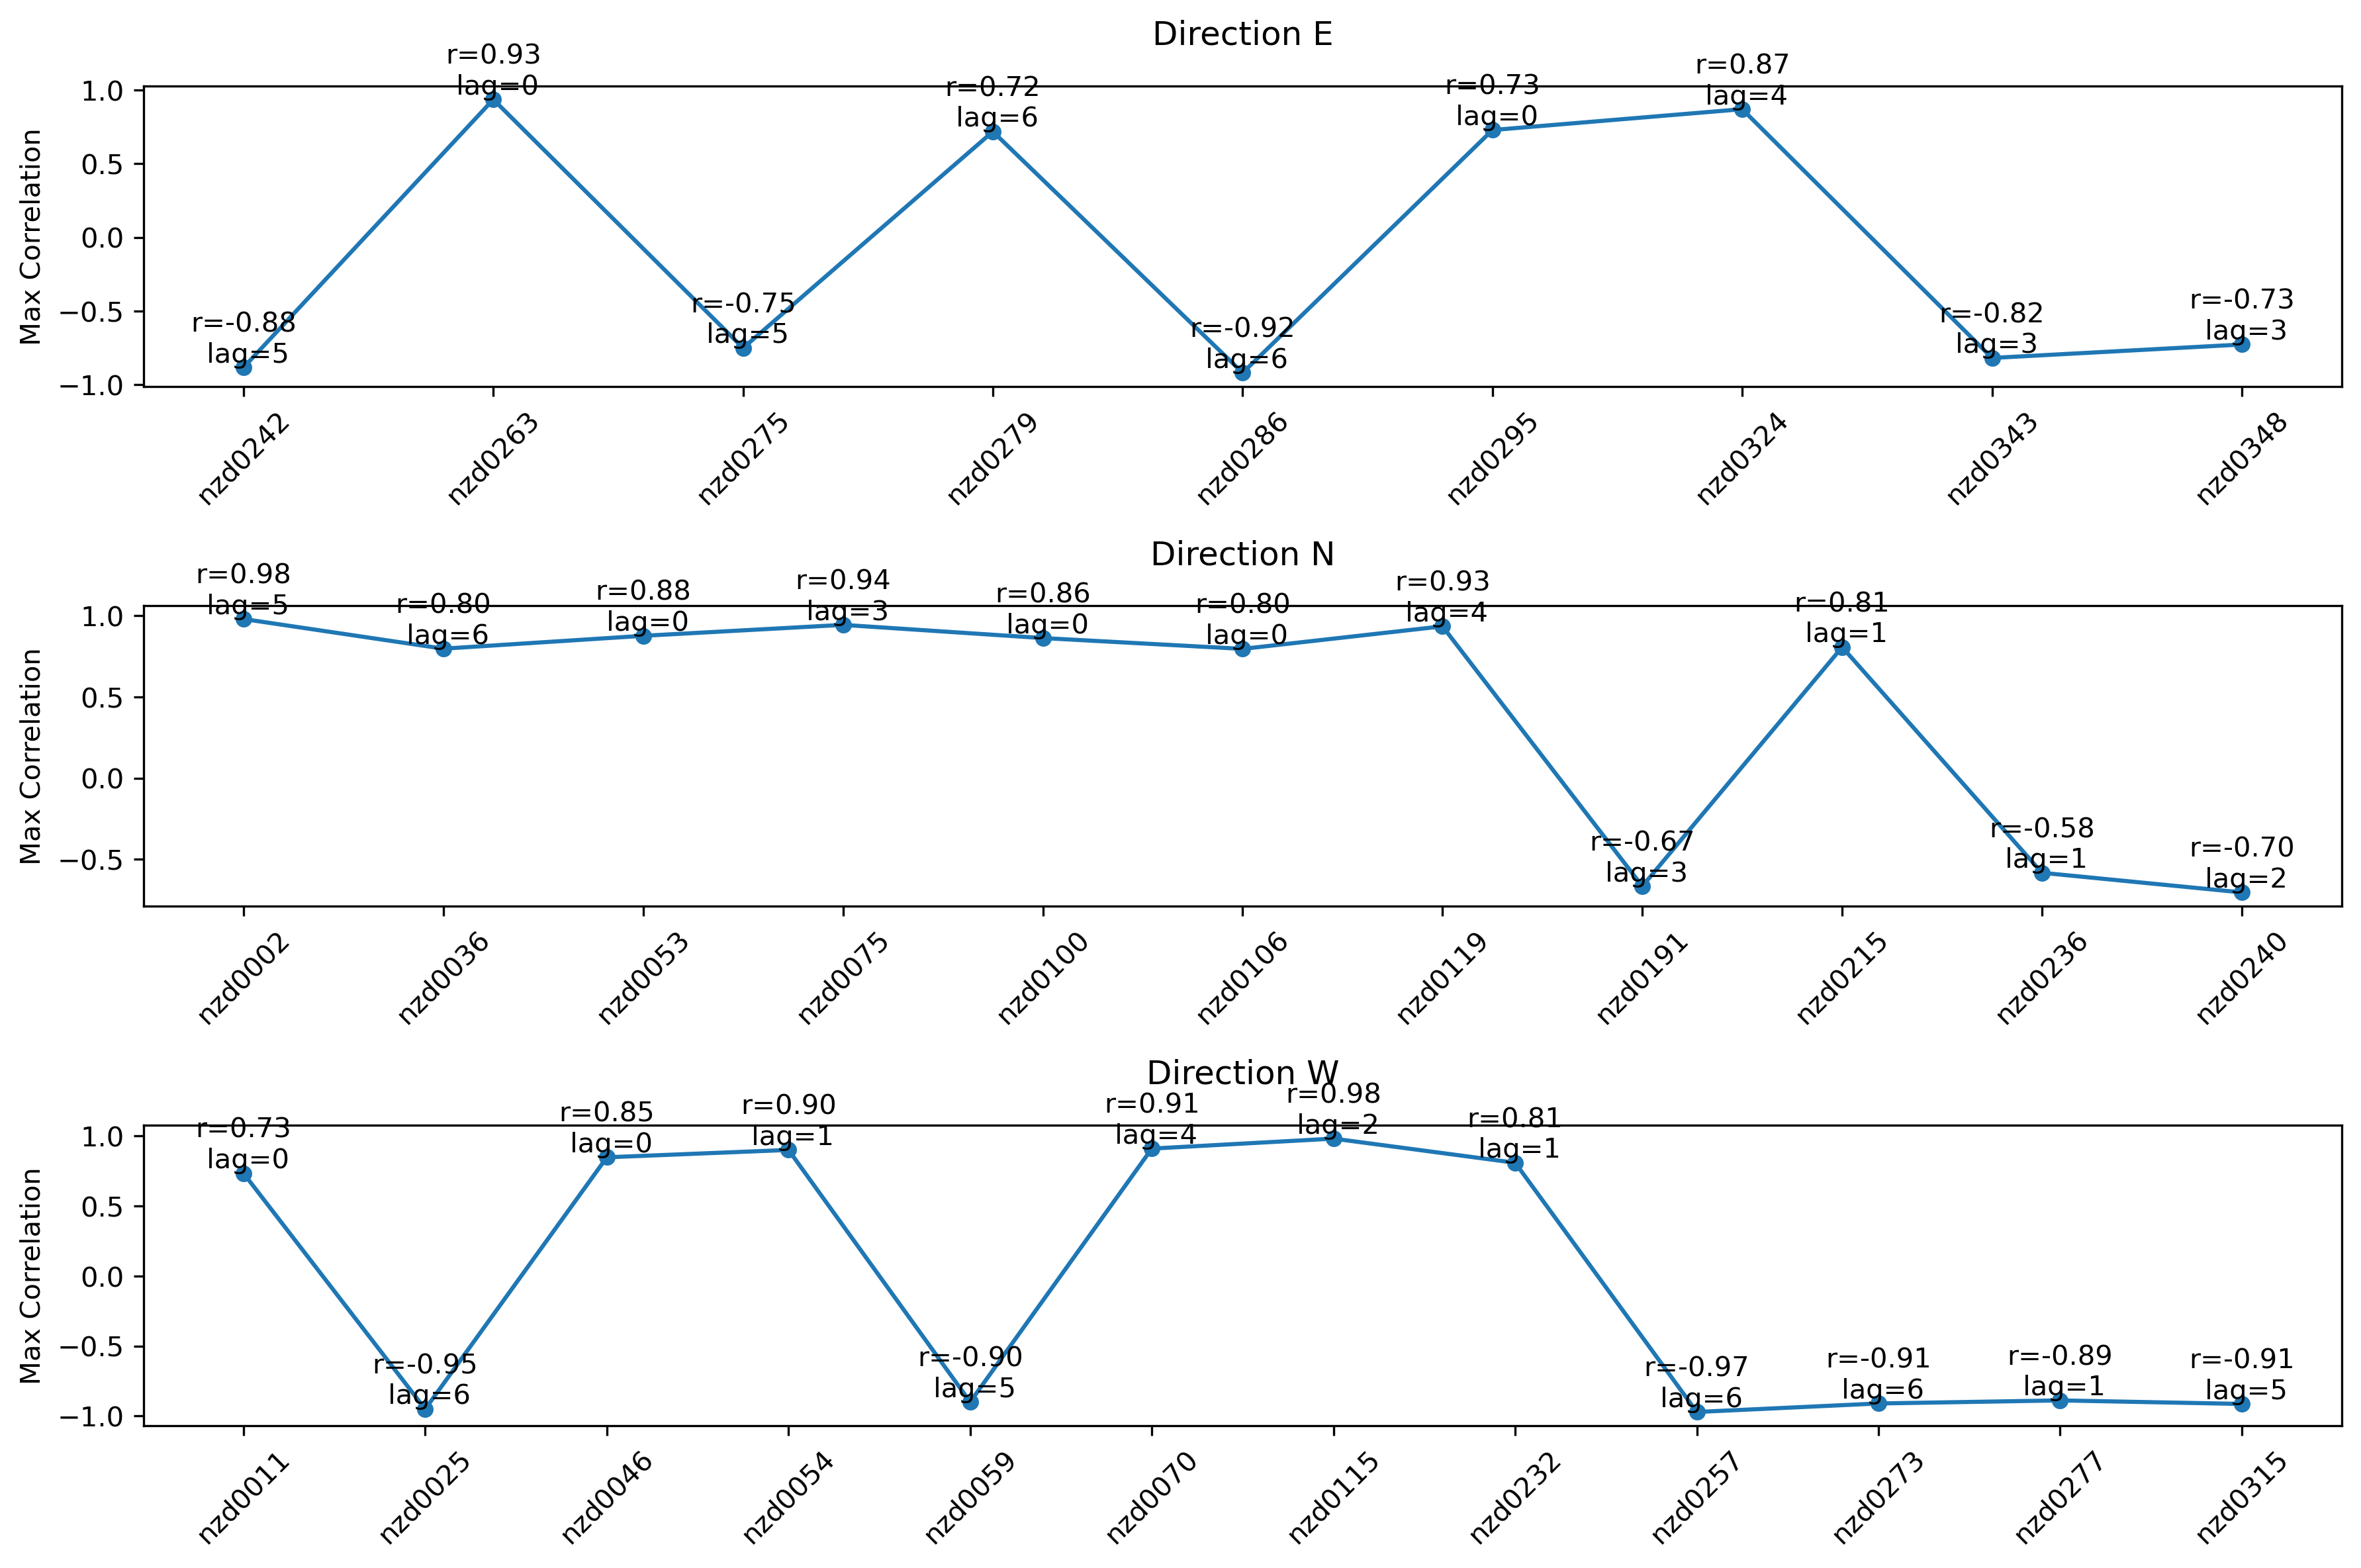 Direction E
Max Correlation
1.0
0.5
0.0
−0.5
−1.0
r=-0.88
lag=5
r=0.93
lag=0
r=-0.75
lag=5
r=0.72
lag=6
r=-0.92
lag=6
r=0.73
lag=0
r=0.87
lag=4
r=-0.82
lag=3
r=-0.73
lag=3
nzd0242
nzd0263
nzd0275
nzd0279
nzd0286
nzd0295
nzd0324
nzd0343
nzd0348
Direction N
Max Correlation
1.0
0.5
0.0
−0.5
r=0.98
lag=5
r=0.80
lag=6
r=0.88
lag=0
r=0.94
lag=3
r=0.86
lag=0
r=0.80
lag=0
r=0.93
lag=4
r=-0.67
lag=3
r=0.81
lag=1
r=-0.58
lag=1
r=-0.70
lag=2
nzd0002
nzd0036
nzd0053
nzd0075
nzd0100
nzd0106
nzd0119
nzd0191
nzd0215
nzd0236
nzd0240
Direction W
Max Correlation
1.0
0.5
0.0
−0.5
−1.0
r=0.73
lag=0
r=-0.95
lag=6
r=0.85
lag=0
r=0.90
lag=1
r=-0.90
lag=5
r=0.91
lag=4
r=0.98
lag=2
r=0.81
lag=1
r=-0.97
lag=6
r=-0.91
lag=6
r=-0.89
lag=1
r=-0.91
lag=5
nzd0011
nzd0025
nzd0046
nzd0054
nzd0059
nzd0070
nzd0115
nzd0232
nzd0257
nzd0273
nzd0277
nzd0315